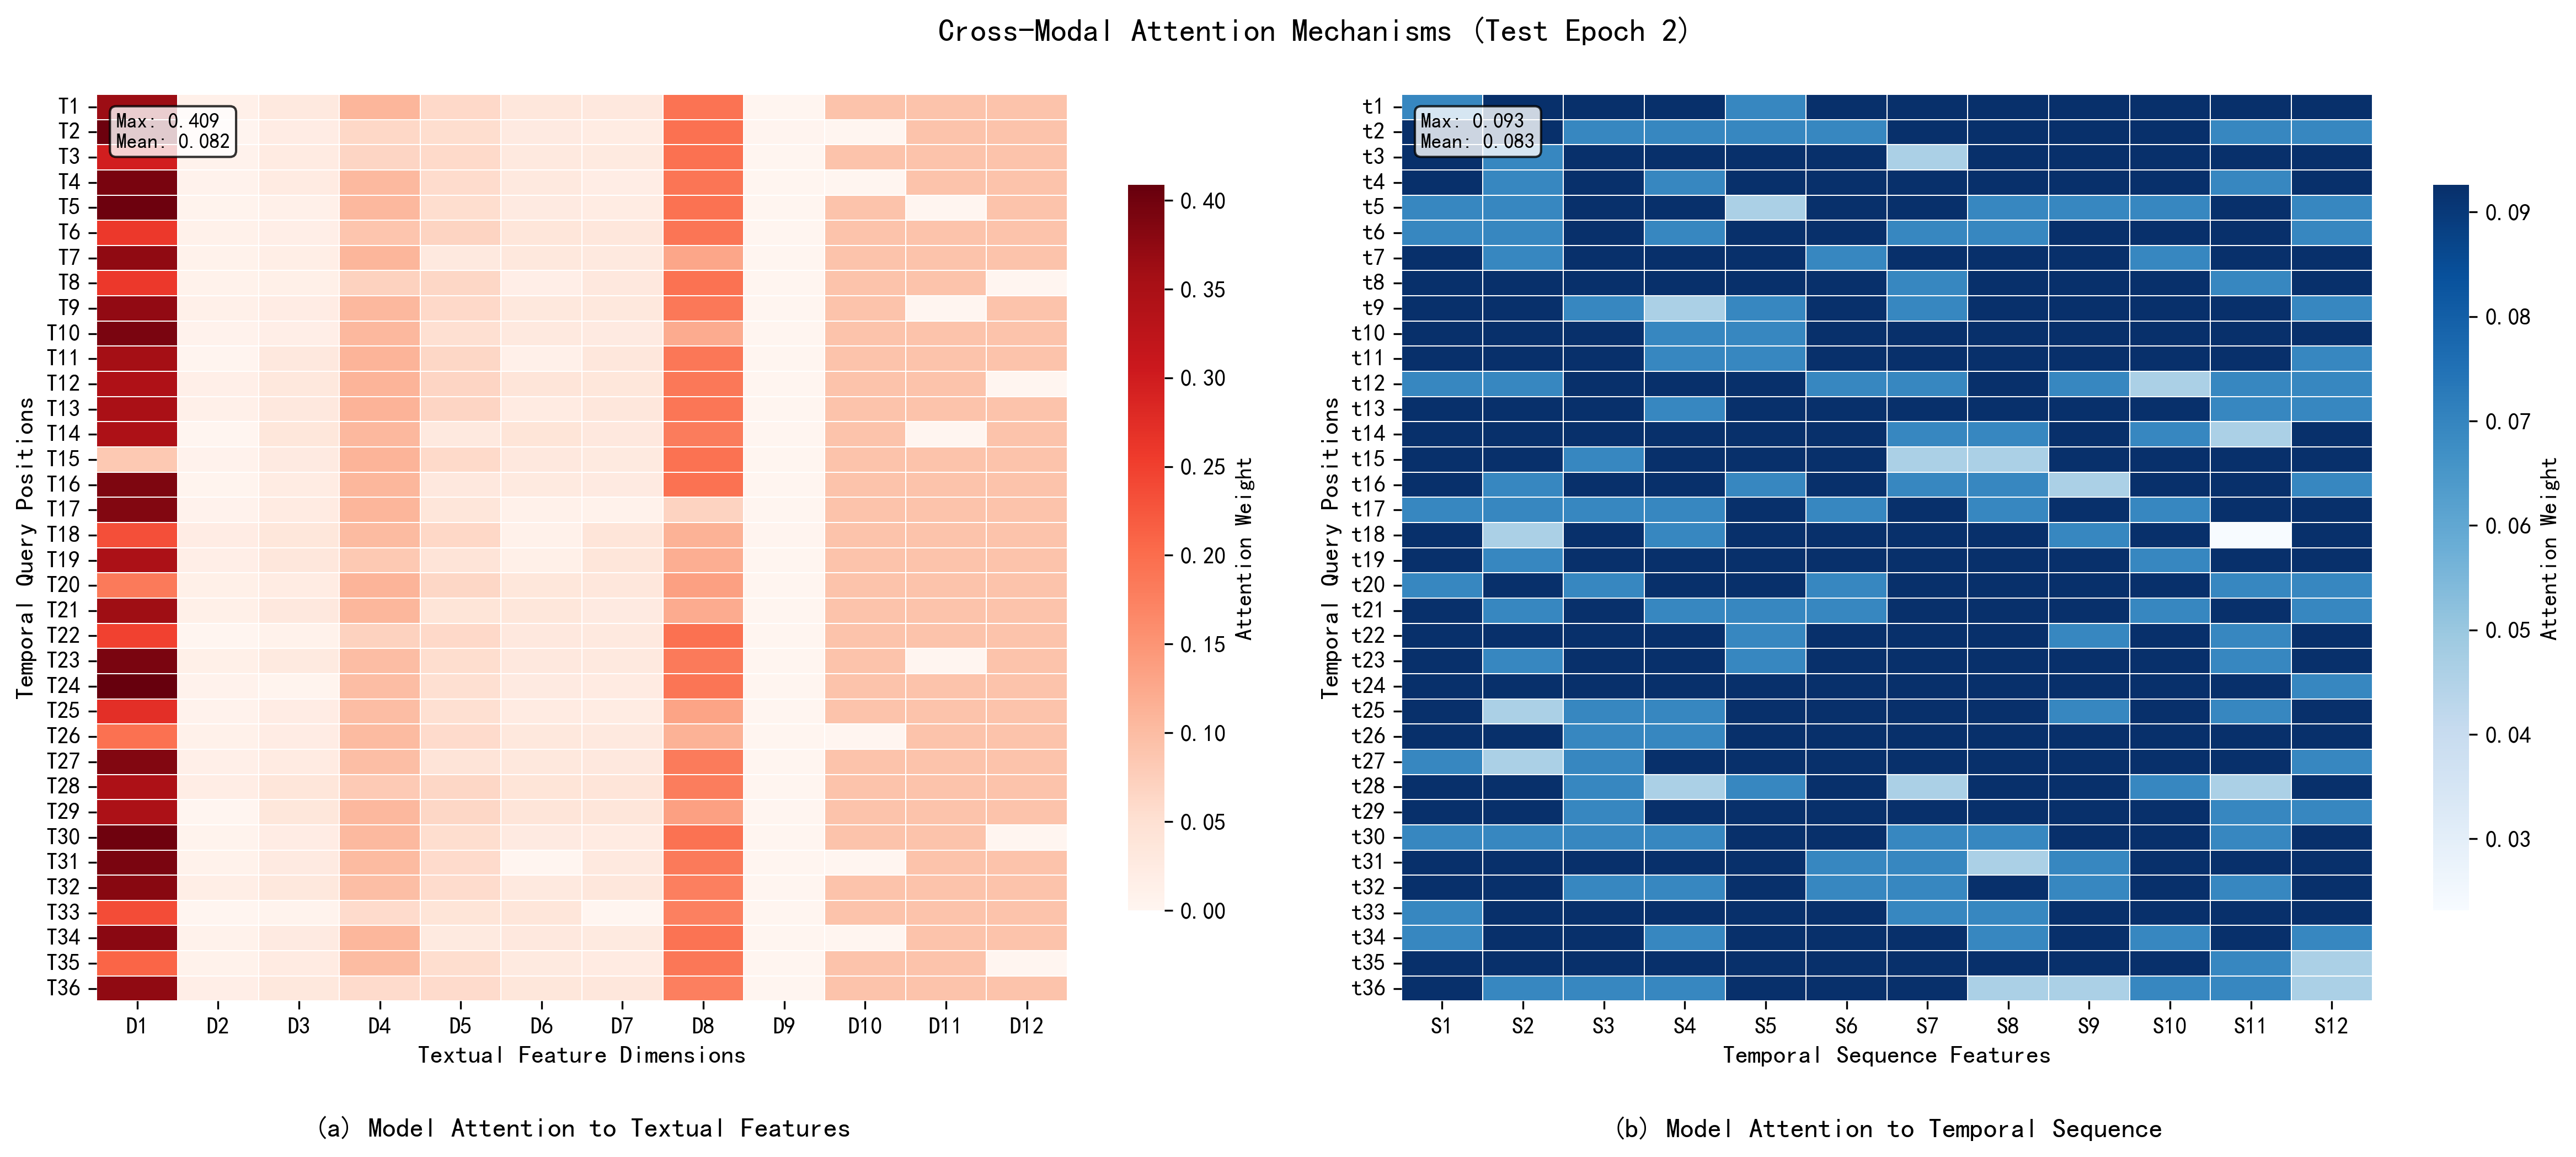 Cross-Modal Attention Mechanisms (Test Epoch 2)
Temporal Query Positions
T1
T2
T3
T4
T5
T6
T7
T8
T9
T10
T11
T12
T13
T14
T15
T16
T17
T18
T19
T20
T21
T22
T23
T24
T25
T26
T27
T28
T29
T30
T31
T32
T33
T34
T35
T36
Max: 0.409
Mean: 0.082
D1 D2 D3 D4 D5 D6 D7 D8 D9 D10 D11 D12
Textual Feature Dimensions
0.40
0.35
0.30
0.25
0.20
0.15
0.10
0.05
0.00
Attention Weight
(a) Model Attention to Textual Features
Temporal Query Positions
t1
t2
t3
t4
t5
t6
t7
t8
t9
t10
t11
t12
t13
t14
t15
t16
t17
t18
t19
t20
t21
t22
t23
t24
t25
t26
t27
t28
t29
t30
t31
t32
t33
t34
t35
t36
Max: 0.093
Mean: 0.083
S1 S2 S3 S4 S5 S6 S7 S8 S9 S10 S11 S12
Temporal Sequence Features
0.09
0.08
0.07
0.06
0.05
0.04
0.03
Attention Weight
(b) Model Attention to Temporal Sequence